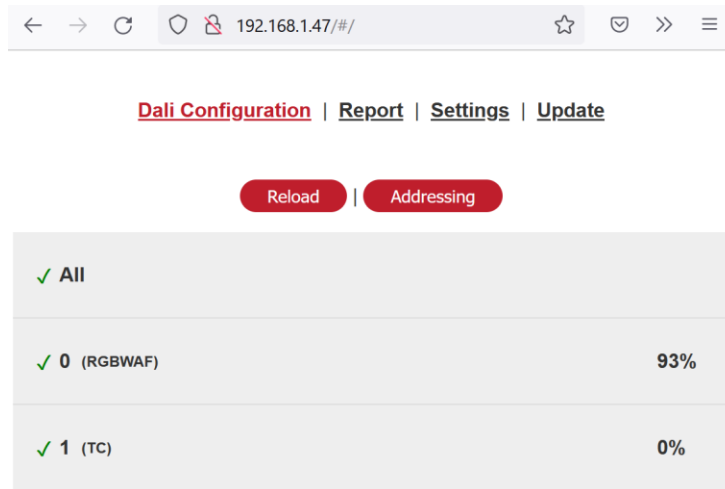 192.168.1.47/#/
Dali Configuration | Report | Settings | Update
Reload | Addressing
All
0 (RGBWAF) 93%
1 (TC) 0%